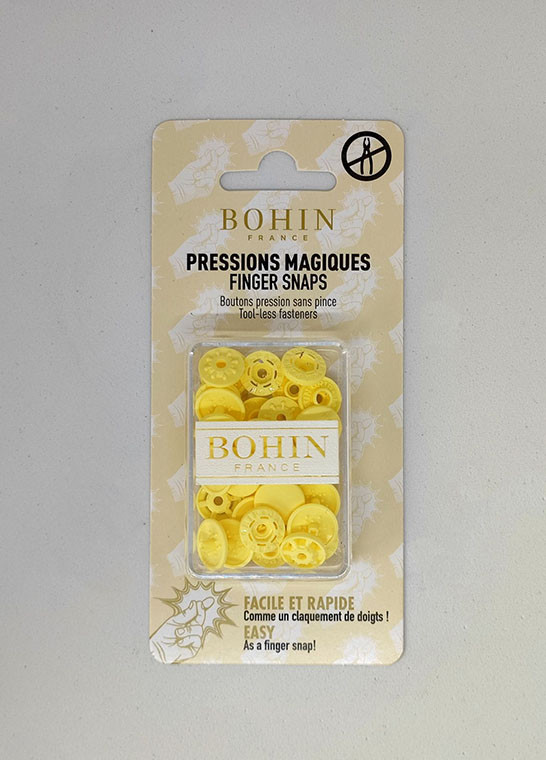 BOHIN
FRANCE
PRESSIONS MAGIQUES
FINGER SNAPS
Boutons pression sans pince
Tool-less fasteners
BOHIN
FRANCE
FACILE ET RAPIDE
Comme un claquement de doigts !
EASY
As a finger snap!